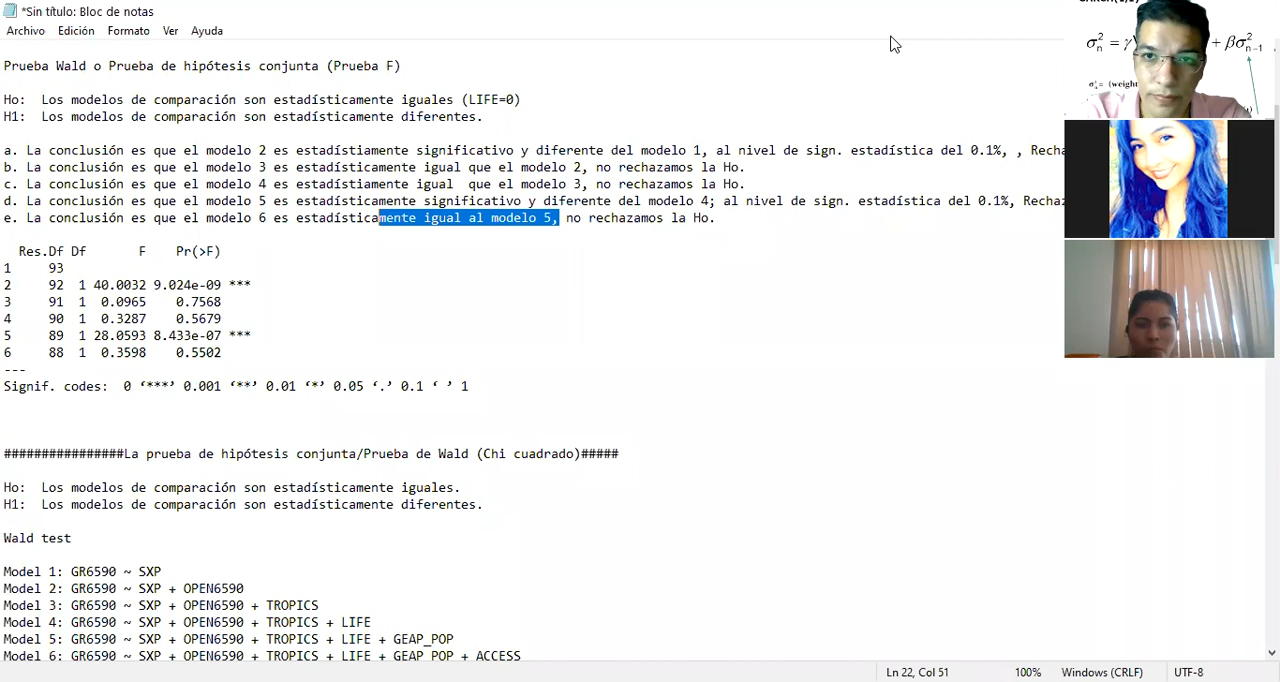 *Sin título: Bloc de notas
Archivo Edición Formato Ver Ayuda
Prueba Wald o Prueba de hipótesis conjunta (Prueba F)
Ho: Los modelos de comparación son estadísticamente iguales (LIFE=0)
H1: Los modelos de comparación son estadísticamente diferentes.
a. La conclusión es que el modelo 2 es estadístiamente signifcativo y diferente del modelo 1, al nivel de sign. estadística del 0.1%, , Recha
b. La conclusión es que el modelo 3 es estadísticamente igual que el modelo 2, no rechazamos la Ho.
c. La conclusión es que el modelo 4 es estadístiamente igual que el modelo 3, no rechazamos la Ho.
d. La conclusión es que el modelo 5 es estadísticamente significativo y diferente del modelo 4; al nivel de sign. estadística del 0.1%, Recha
e. La conclusión es que el modelo 6 es estadísticamente igual al modelo 5, no rechazamos la Ho.
Res.Df Df F Pr(>F)
1 93
2 92 1 40.0032 9.024e-09 ***
3 91 1 0.0965 0.7568
4 90 1 0.3287 0.5679
5 89 1 28.0593 8.433e-07 ***
6 88 1 0.3598 0.5502
---
Signif. codes: 0 ‘***’ 0.001 ‘**’ 0.01 ‘*’ 0.05 ‘.’ 0.1 ‘ ’ 1
################La prueba de hipótesis conjunta/Prueba de Wald (Chi cuadrado)#####
Ho: Los modelos de comparación son estadísticamente iguales.
H1: Los modelos de comparación son estadísticamente diferentes.
Wald test
Model 1: GR6590 ~ SXP
Model 2: GR6590 ~ SXP + OPEN6590
Model 3: GR6590 ~ SXP + OPEN6590 + TROPICS
Model 4: GR6590 ~ SXP + OPEN6590 + TROPICS + LIFE
Model 5: GR6590 ~ SXP + OPEN6590 + TROPICS + LIFE + GEAP_POP
Model 6: GR6590 ~ SXP + OPEN6590 + TROPICS + LIFE + GEAP_POP + ACCESS
Ln 22, Col 51 100% Windows (CRLF) UTF-8
σ²n = γ + βσ²n-1
(weight